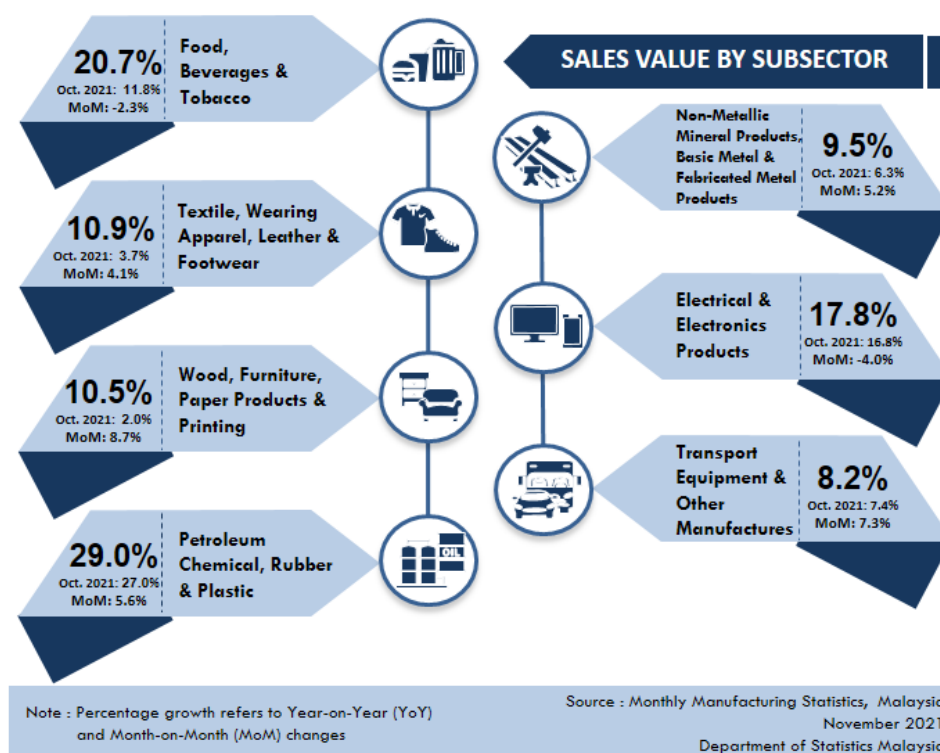 SALES VALUE BY SUBSECTOR
20.7%
Oct. 2021: 11.8%
MoM: -2.3%
Food,
Beverages &
Tobacco
10.9%
Oct. 2021: 3.7%
MoM: 4.1%
Textile, Wearing
Apparel, Leather &
Footwear
10.5%
Oct. 2021: 2.0%
MoM: 8.7%
Wood, Furniture,
Paper Products &
Printing
29.0%
Oct. 2021: 27.0%
MoM: 5.6%
Petroleum
Chemical, Rubber
& Plastic
OIL
Non-Metallic
Mineral Products,
Basic Metal &
Fabricated Metal
Products
9.5%
Oct. 2021: 6.3%
MoM: 5.2%
Electrical &
Electronics
Products
17.8%
Oct. 2021: 16.8%
MoM: -4.0%
Transport
Equipment &
Other
Manufactures
8.2%
Oct. 2021: 7.4%
MoM: 7.3%
Note : Percentage growth refers to Year-on-Year (YoY)
and Month-on-Month (MoM) changes
Source : Monthly Manufacturing Statistics, Malaysia
November 2021
Department of Statistics Malaysia